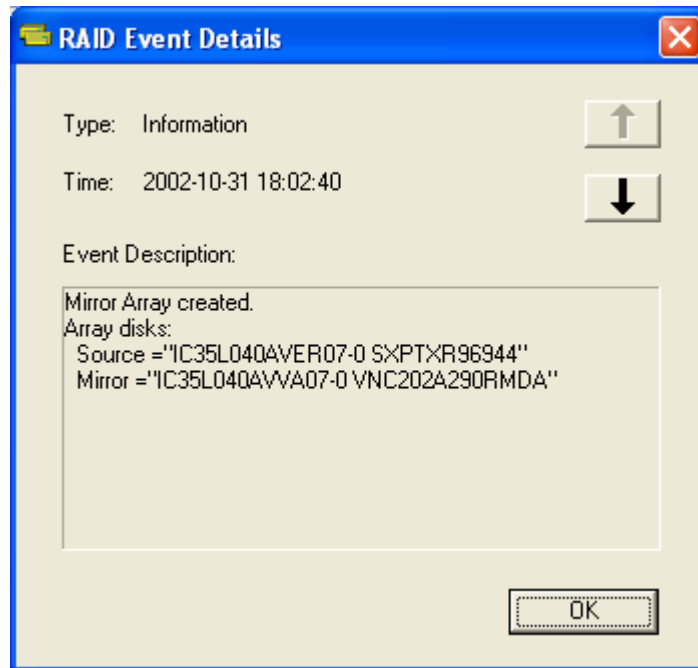 RAID Event Details
Type: Information
Time: 2002-10-31 18:02:40
Event Description:
Mirror Array created.
Array disks:
Source ="IC35L040AVER07-0 SXPTXR96944"
Mirror ="IC35L040AVVA07-0 VNC202A290RMDA"
OK